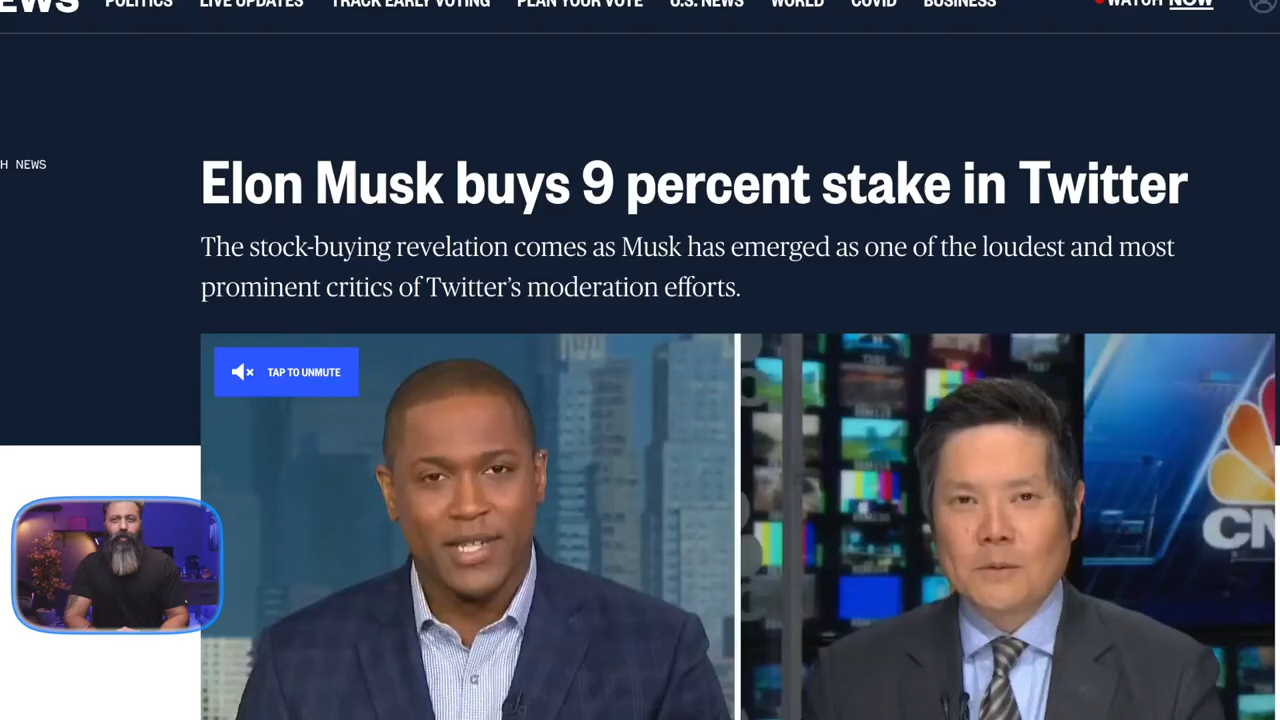 EWS POLITICS LIVE UPDATES TRACK EARLY VOTING PLAN YOUR VOTE U.S. NEWS WORLD COVID BUSINESS WATCH NOW
H NEWS
Elon Musk buys 9 percent stake in Twitter
The stock-buying revelation comes as Musk has emerged as one of the loudest and most
prominent critics of Twitter’s moderation efforts.
TAP TO UNMUTE
CN